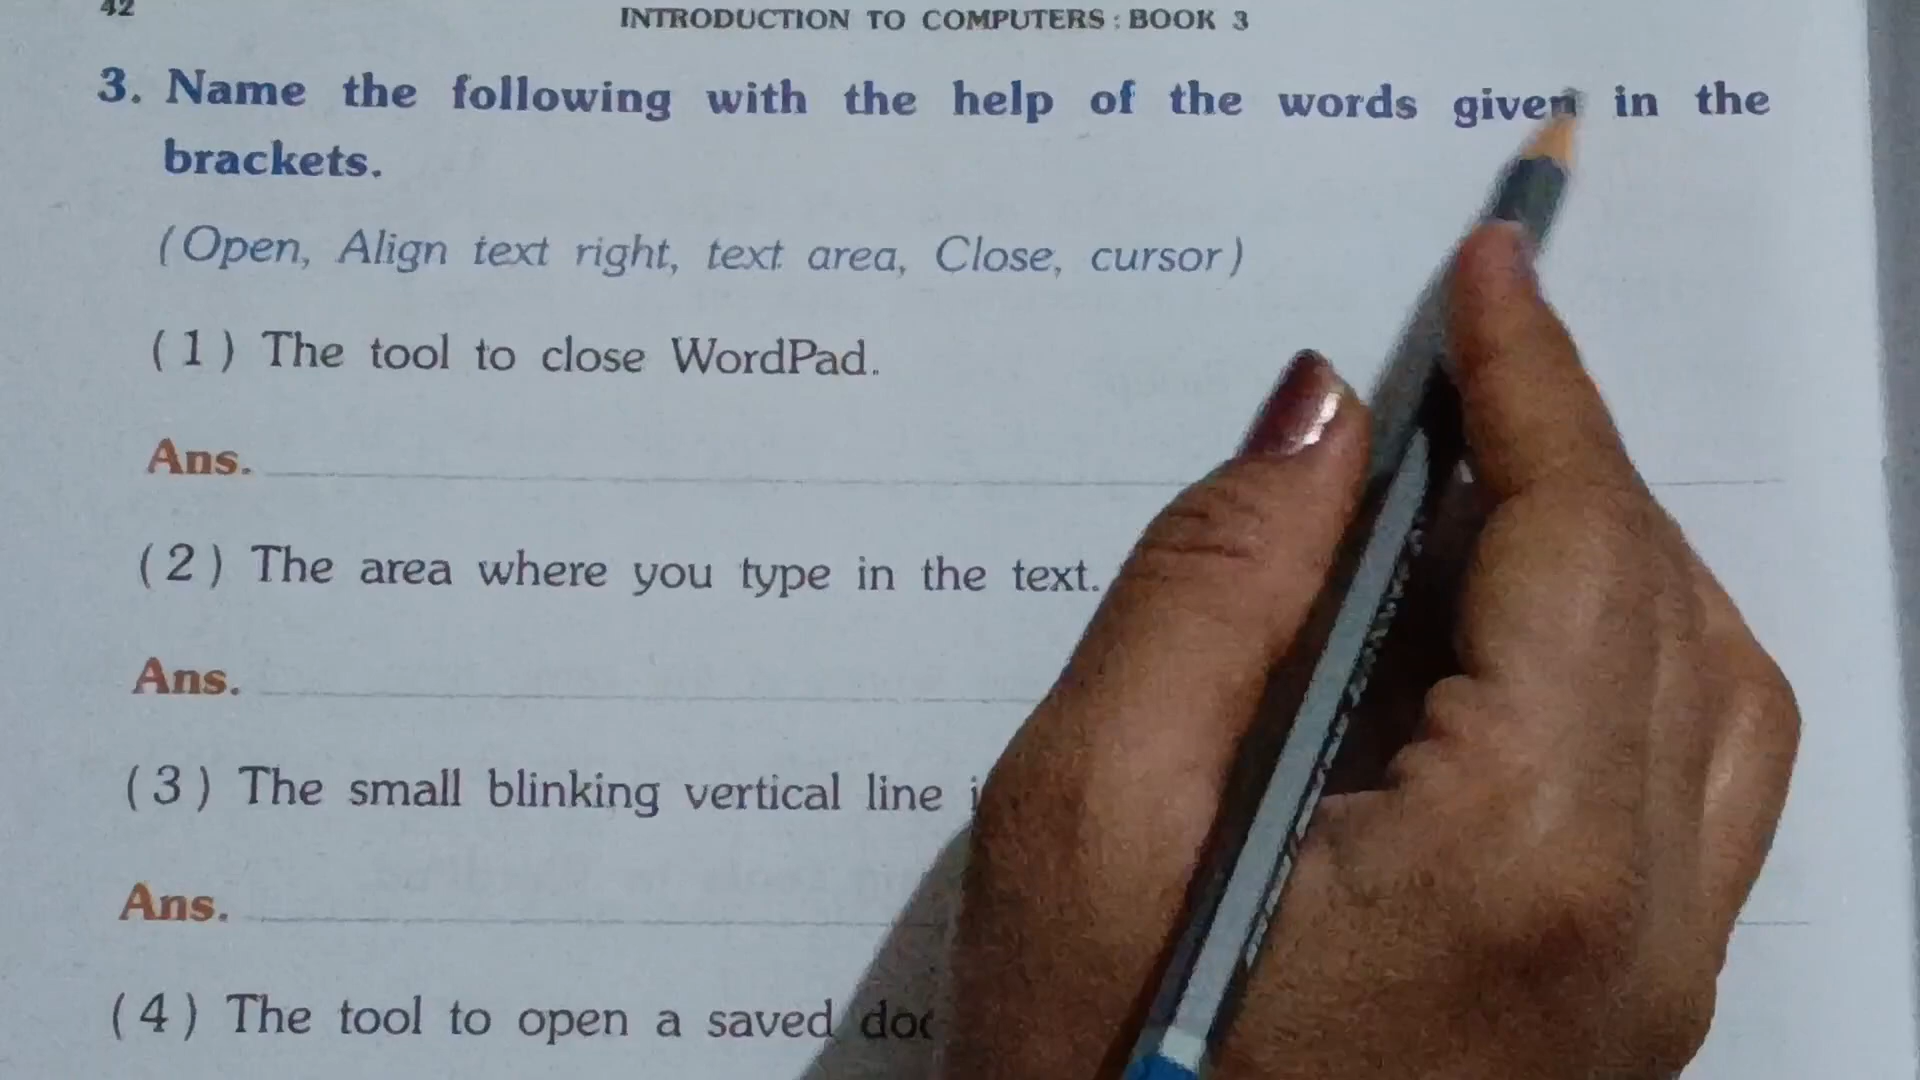 42
INTRODUCTION TO COMPUTERS : BOOK 3
3. Name the following with the help of the words given in the
brackets.
(Open, Align text right, text area, Close, cursor)
(1) The tool to close WordPad.
Ans.
(2) The area where you type in the text.
Ans.
(3) The small blinking vertical line
Ans.
(4) The tool to open a saved